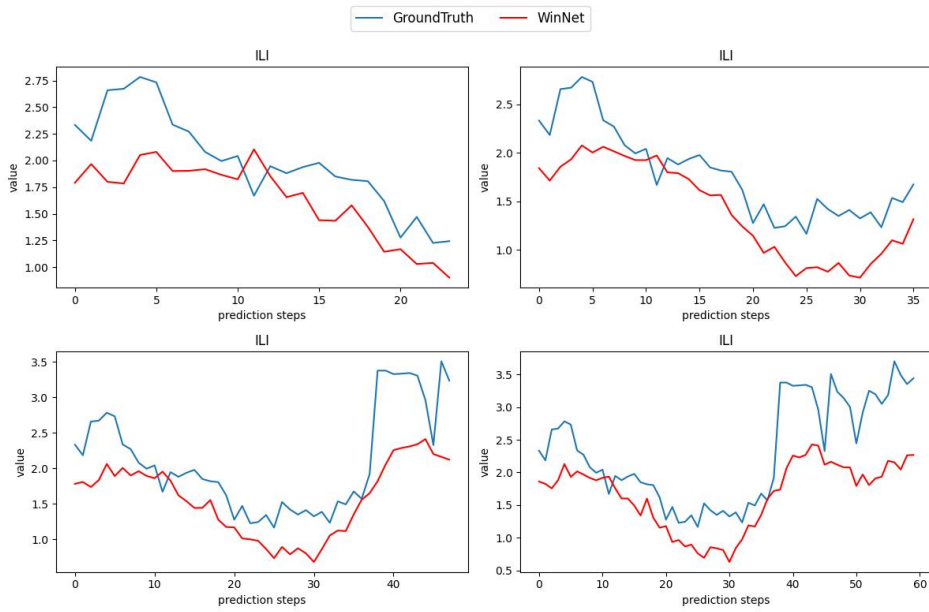 GroundTruth WinNet
ILI
2.75
2.50
2.25
2.00
1.75
1.50
1.25
1.00
value
0 5 10 15 20
prediction steps
ILI
2.5
2.0
1.5
1.0
value
0 5 10 15 20 25 30 35
prediction steps
ILI
3.5
3.0
2.5
2.0
1.5
1.0
value
0 10 20 30 40
prediction steps
ILI
3.5
3.0
2.5
2.0
1.5
1.0
0.5
value
0 10 20 30 40 50 60
prediction steps